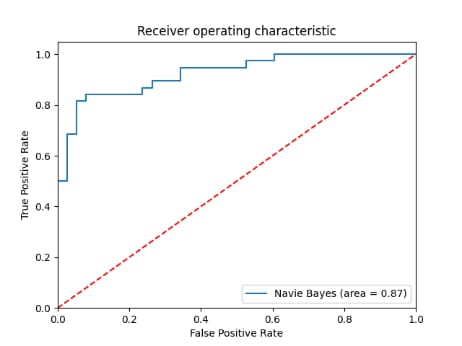 Receiver operating characteristic
True Positive Rate
1.0
0.8
0.6
0.4
0.2
0.0
Navie Bayes (area = 0.87)
0.0 0.2 0.4 0.6 0.8 1.0
False Positive Rate